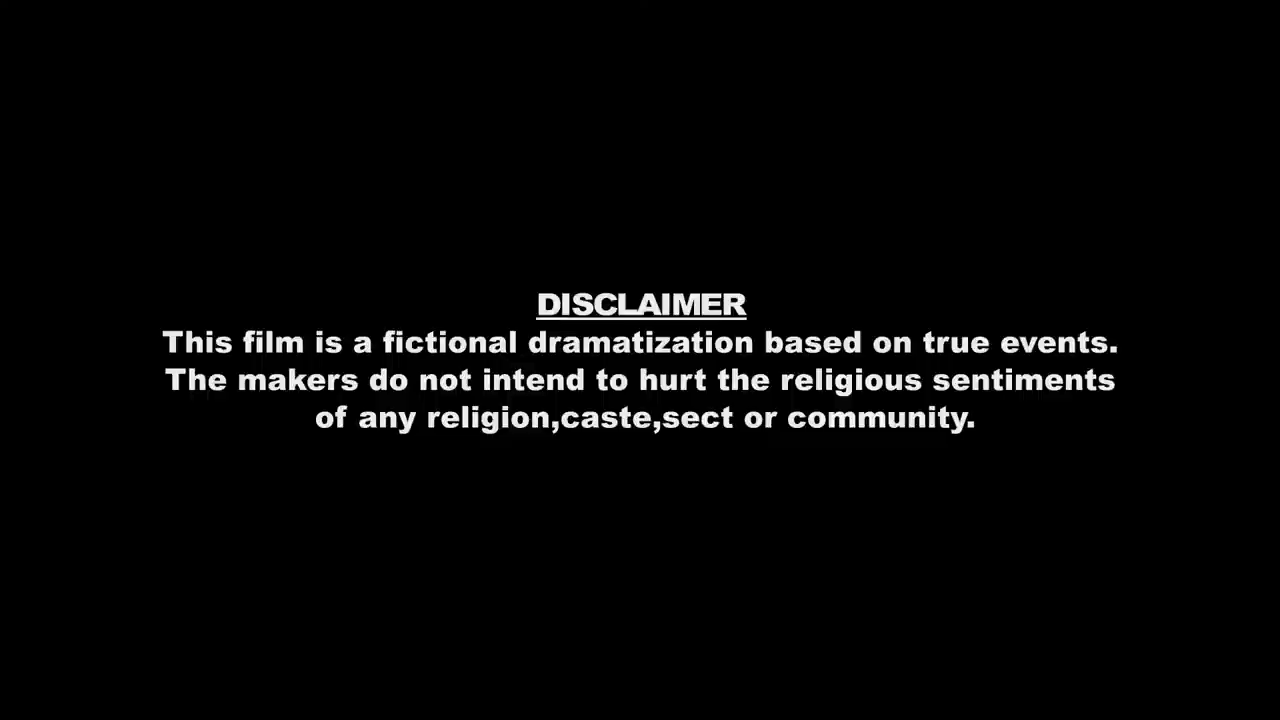 DISCLAIMER
This film is a fictional dramatization based on true events.
The makers do not intend to hurt the religious sentiments
of any religion,caste,sect or community.